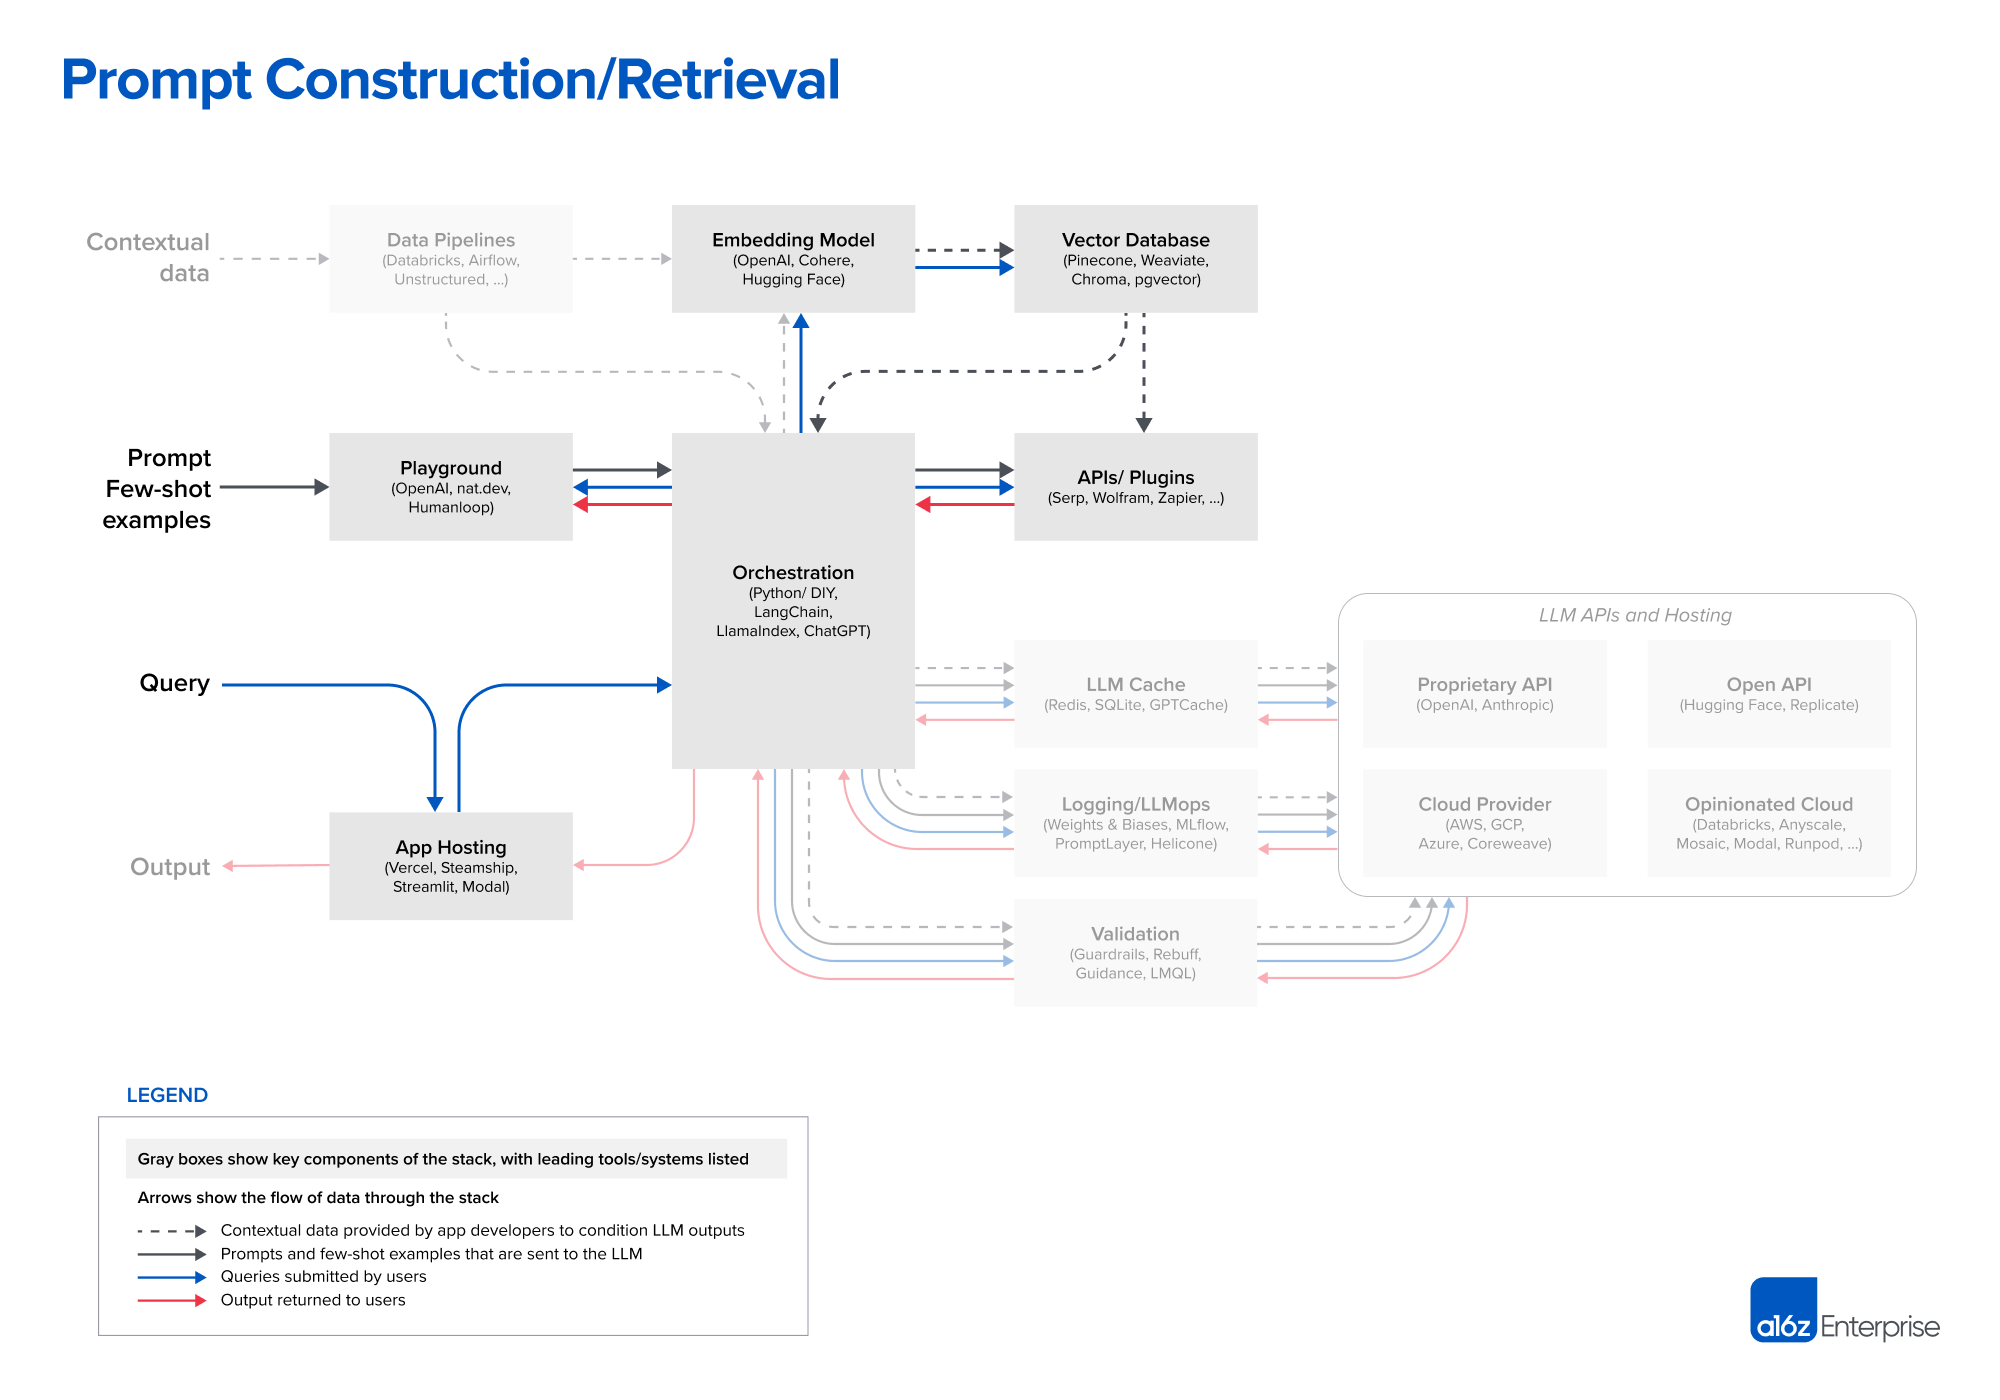 Prompt Construction/Retrieval
Contextual
data
Data Pipelines
(Databricks, Airflow,
Unstructured, ...)
Embedding Model
(OpenAI, Cohere,
Hugging Face)
Vector Database
(Pinecone, Weaviate,
Chroma, pgvector)
Prompt
Few-shot
examples
Playground
(OpenAI, nat.dev,
Humanloop)
APIs/ Plugins
(Serp, Wolfram, Zapier, ...)
Orchestration
(Python/ DIY,
LangChain,
LlamaIndex, ChatGPT)
Query
App Hosting
(Vercel, Steamship,
Streamlit, Modal)
Output
LLM Cache
(Redis, SQLite, GPTCache)
Logging/LLMops
(Weights & Biases, MLflow,
PromptLayer, Helicone)
Validation
(Guardrails, Rebuff,
Guidance, LMQL)
LLM APIs and Hosting
Proprietary API
(OpenAI, Anthropic)
Open API
(Hugging Face, Replicate)
Cloud Provider
(AWS, GCP,
Azure, Coreweave)
Opinionated Cloud
(Databricks, Anyscale,
Mosaic, Modal, Runpod, ...)
LEGEND
Gray boxes show key components of the stack, with leading tools/systems listed
Arrows show the flow of data through the stack
Contextual data provided by app developers to condition LLM outputs
Prompts and few-shot examples that are sent to the LLM
Queries submitted by users
Output returned to users
a16z Enterprise